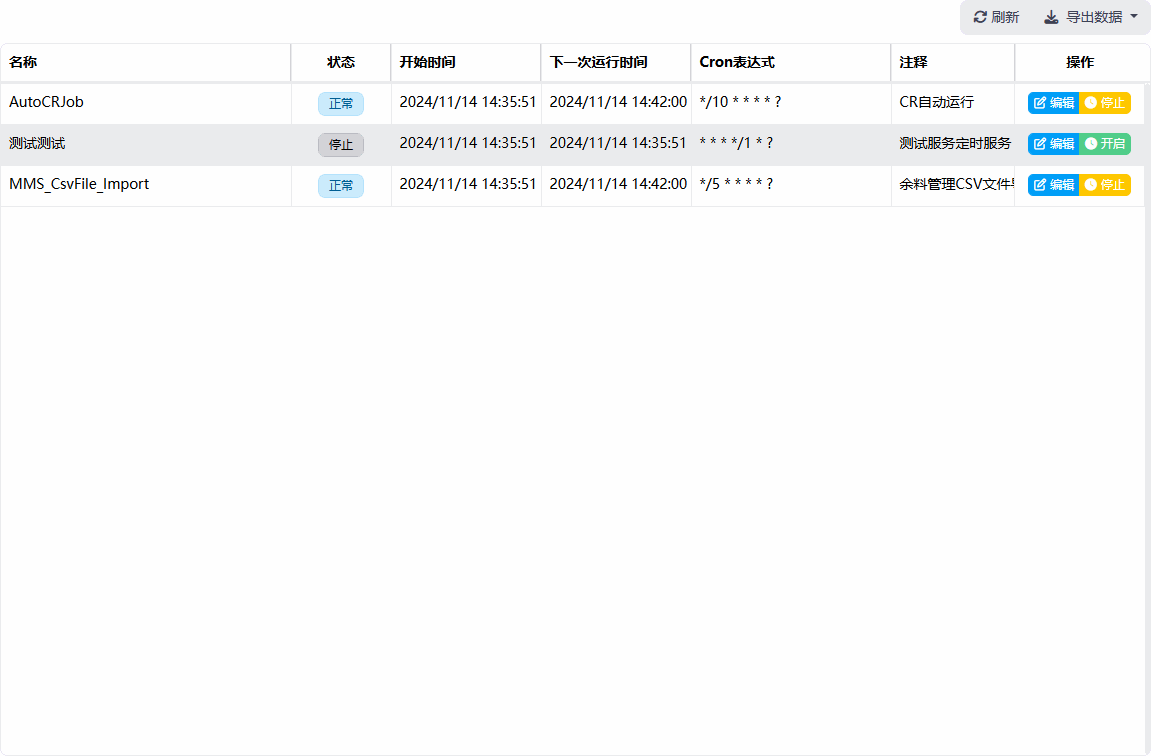 刷新 导出数据
名称 状态 开始时间 下一次运行时间 Cron表达式 注释 操作
AutoCRJob 正常 2024/11/14 14:35:51 2024/11/14 14:42:00 */10 * * * * ? CR自动运行 编辑 停止
测试测试 停止 2024/11/14 14:35:51 2024/11/14 14:35:51 * * * */1 * ? 测试服务定时服务 编辑 开启
MMS_CsvFile_Import 正常 2024/11/14 14:35:51 2024/11/14 14:42:00 */5 * * * * ? 余料管理CSV文件 编辑 停止